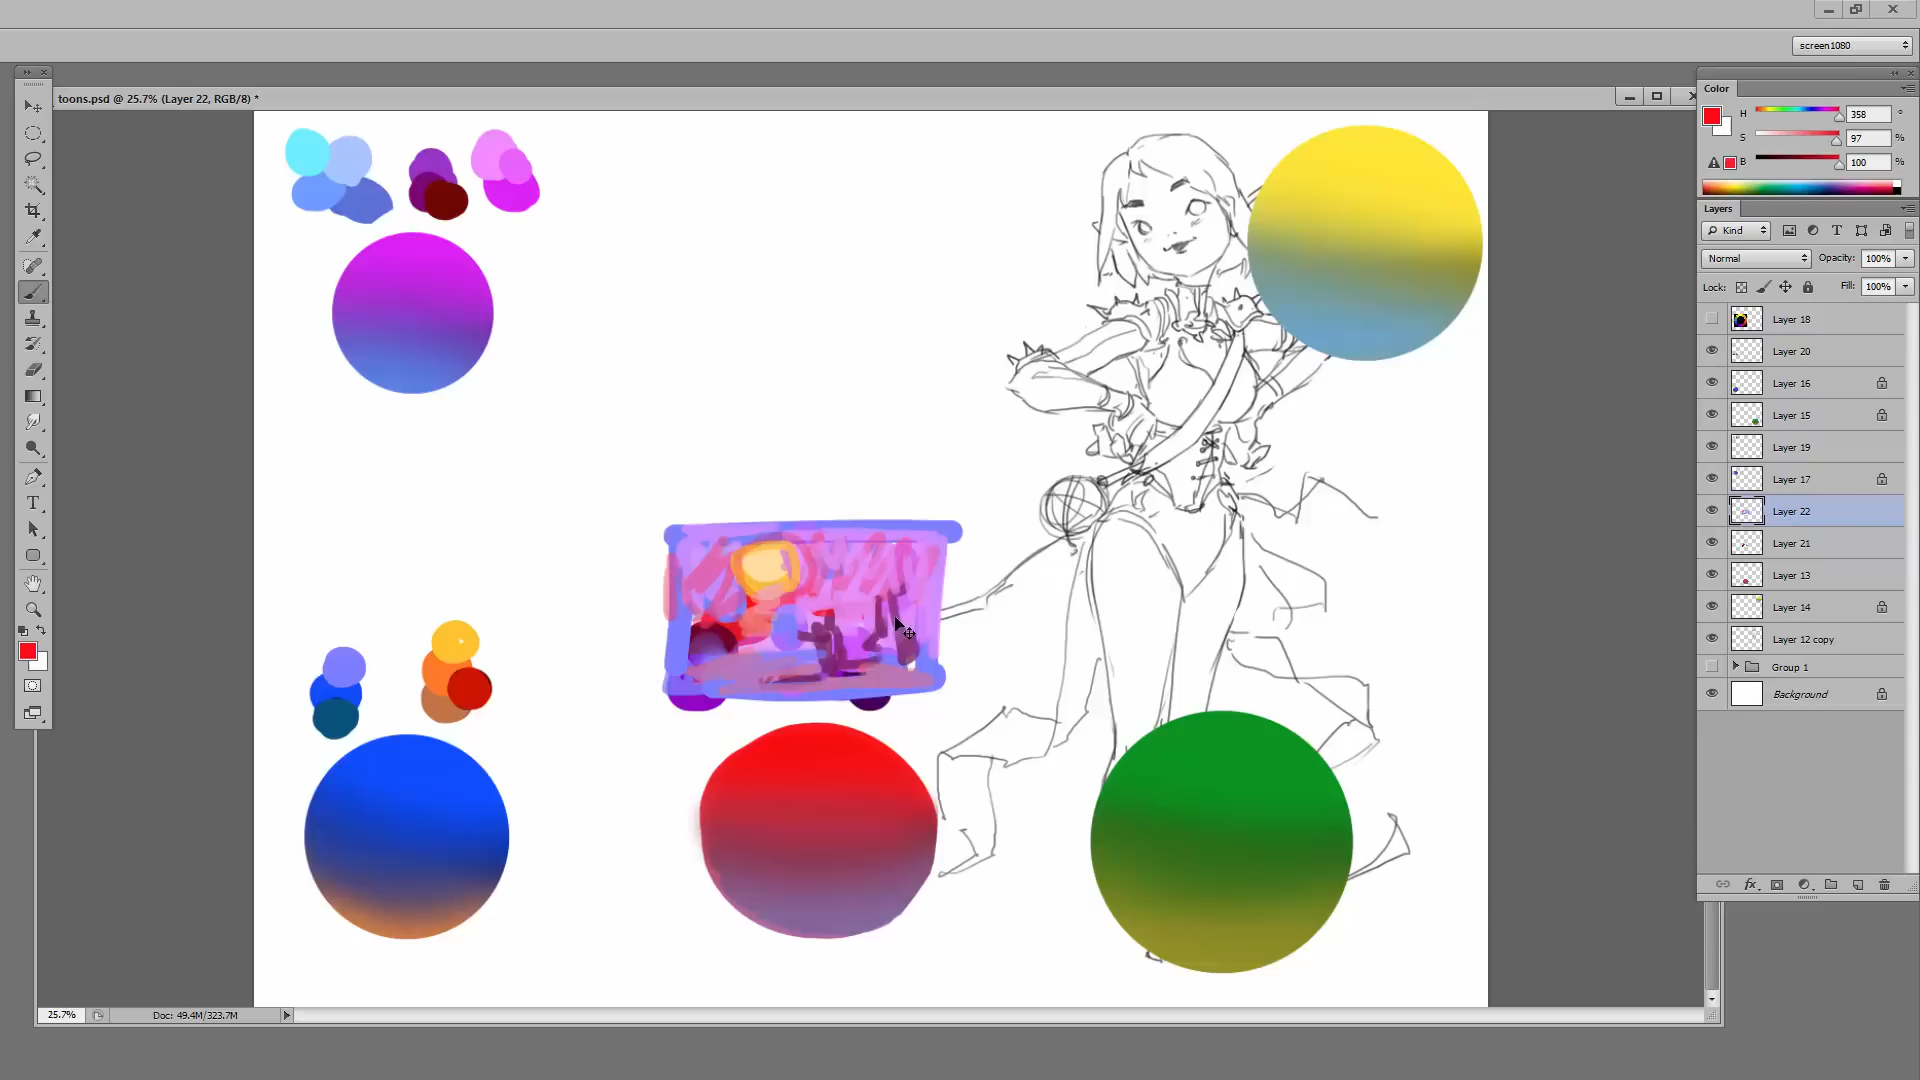 screen1080
toons.psd @ 25.7% (Layer 22, RGB/8) *
Color
H 358 °
S 97 %
B 100 %
Layers
Kind
T
Normal Opacity: 100%
Lock: Fill: 100%
Layer 18
Layer 20
Layer 16
Layer 15
Layer 19
Layer 17
Layer 22
Layer 21
Layer 13
Layer 14
Layer 12 copy
Group 1
Background
fx
T
25.7% Doc: 49.4M/323.7M